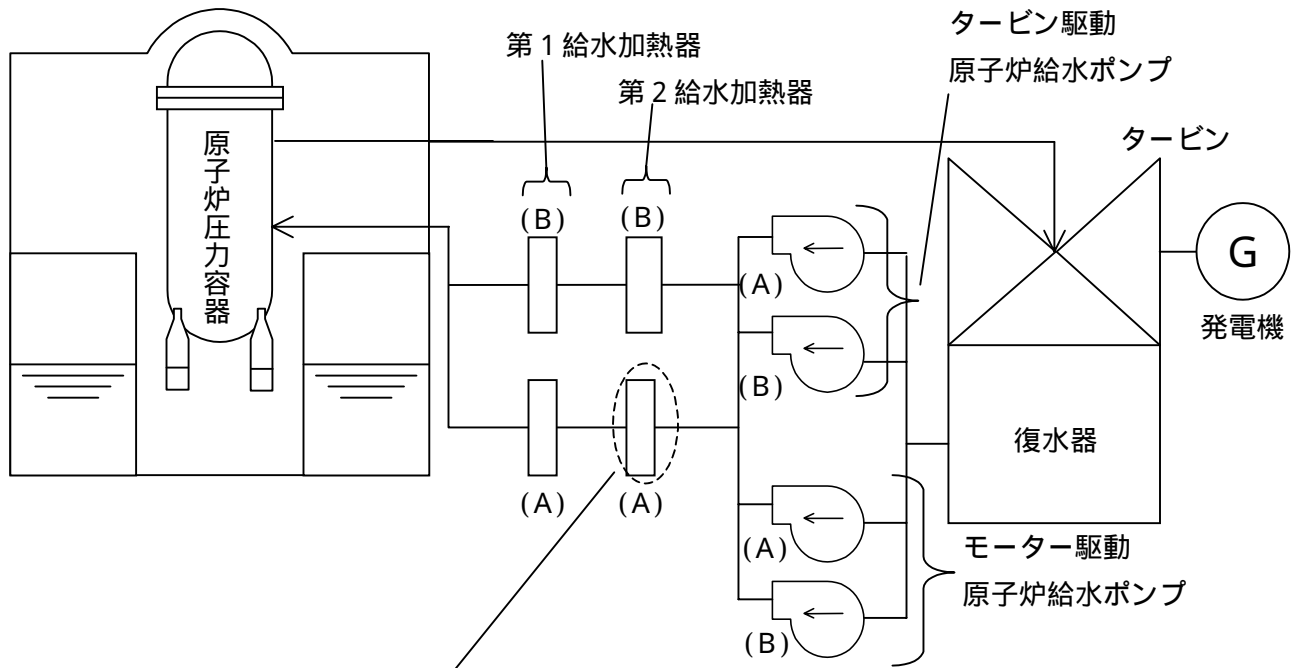 タービン駆動
原子炉給水ポンプ
第1給水加熱器
第2給水加熱器
タービン
原子炉圧力容器
(B)
(B)
(A)
(B)
G
発電機
復水器
(A)
(A)
(A)
(B)
モーター駆動
原子炉給水ポンプ